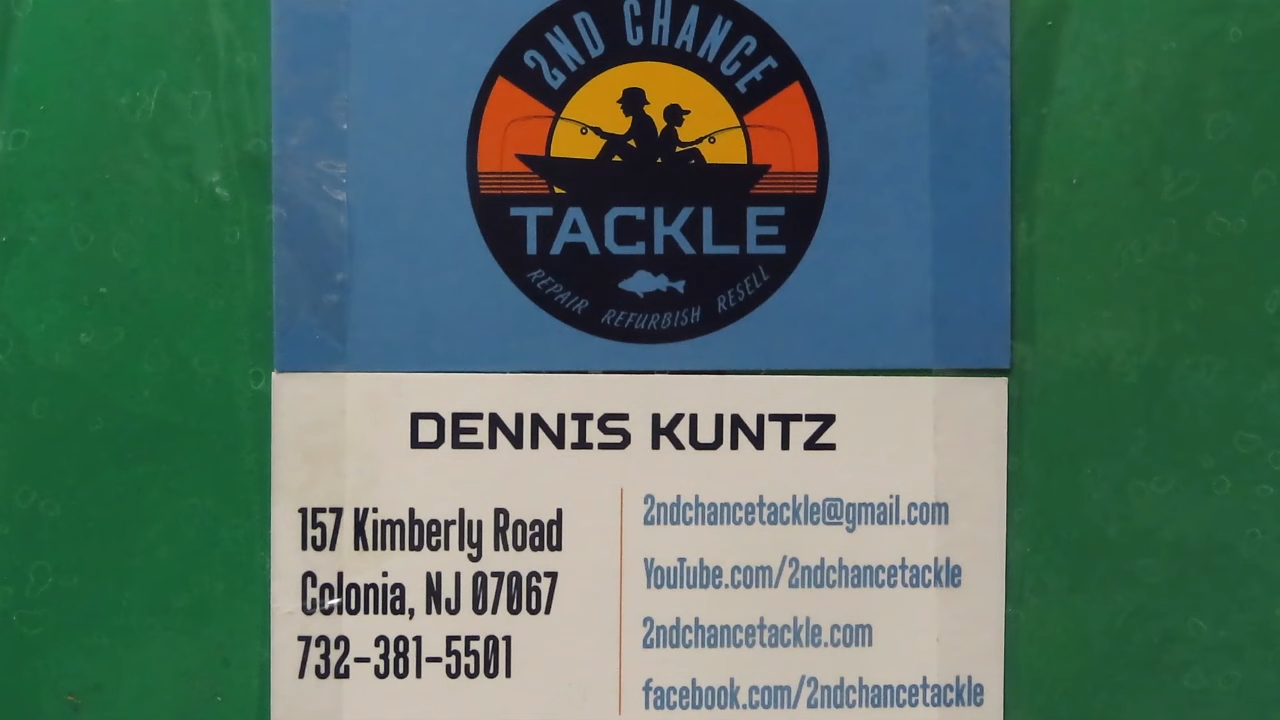 2ND CHANCE
TACKLE
REPAIR REFURBISH RESELL
DENNIS KUNTZ
157 Kimberly Road
Colonia, NJ 07067
732-381-5501
2ndchancetackle@gmail.com
YouTube.com/2ndchancetackle
2ndchancetackle.com
facebook.com/2ndchancetackle